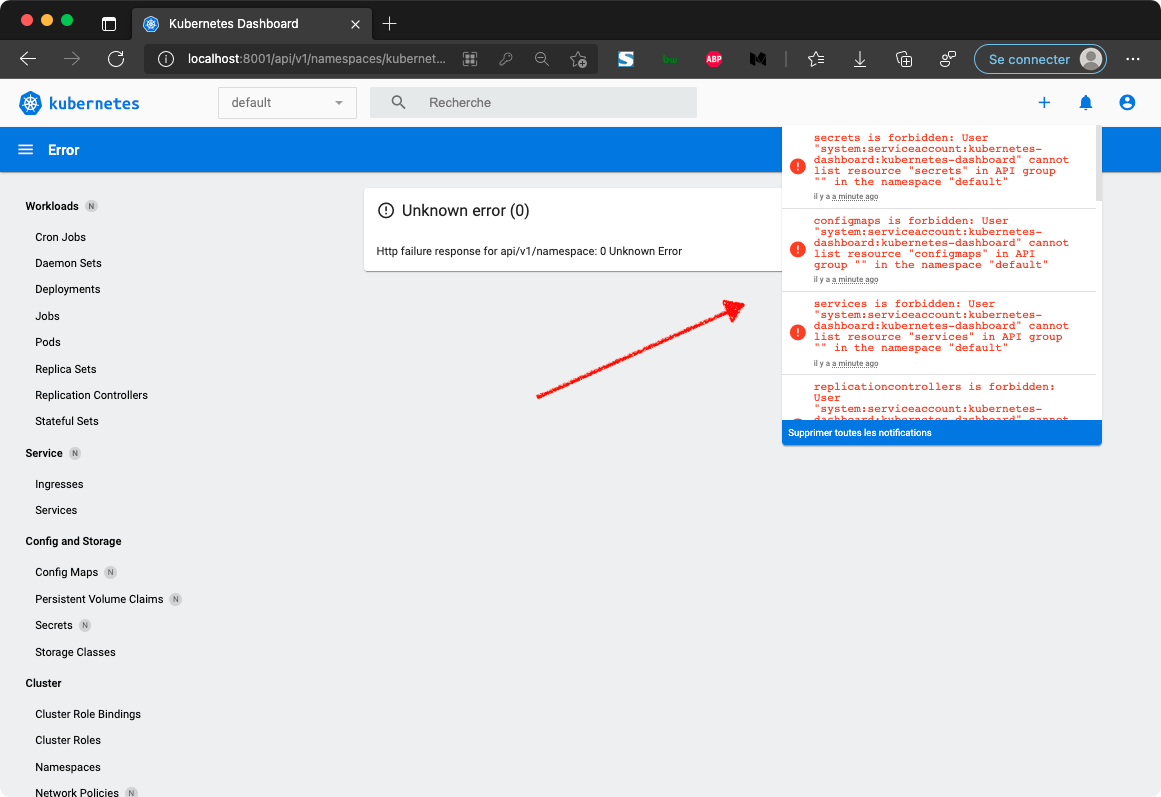 Kubernetes Dashboard
localhost:8001/api/v1/namespaces/kubernet...
ABP
Se connecter
kubernetes
default
Recherche
Error
Workloads N
Cron Jobs
Daemon Sets
Deployments
Jobs
Pods
Replica Sets
Replication Controllers
Stateful Sets
Service N
Ingresses
Services
Config and Storage
Config Maps N
Persistent Volume Claims N
Secrets N
Storage Classes
Cluster
Cluster Role Bindings
Cluster Roles
Namespaces
Network Policies N
Unknown error (0)
Http failure response for api/v1/namespace: 0 Unknown Error
secrets is forbidden: User
"system:serviceaccount:kubernetes-
dashboard:kubernetes-dashboard" cannot
list resource "secrets" in API group
"" in the namespace "default"
il y a a minute ago
configmaps is forbidden: User
"system:serviceaccount:kubernetes-
dashboard:kubernetes-dashboard" cannot
list resource "configmaps" in API
group "" in the namespace "default"
il y a a minute ago
services is forbidden: User
"system:serviceaccount:kubernetes-
dashboard:kubernetes-dashboard" cannot
list resource "services" in API group
"" in the namespace "default"
il y a a minute ago
replicationcontrollers is forbidden:
User
"system:serviceaccount:kubernetes-
dashboard:kubernetes-dashboard" cannot
Supprimer toutes les notifications